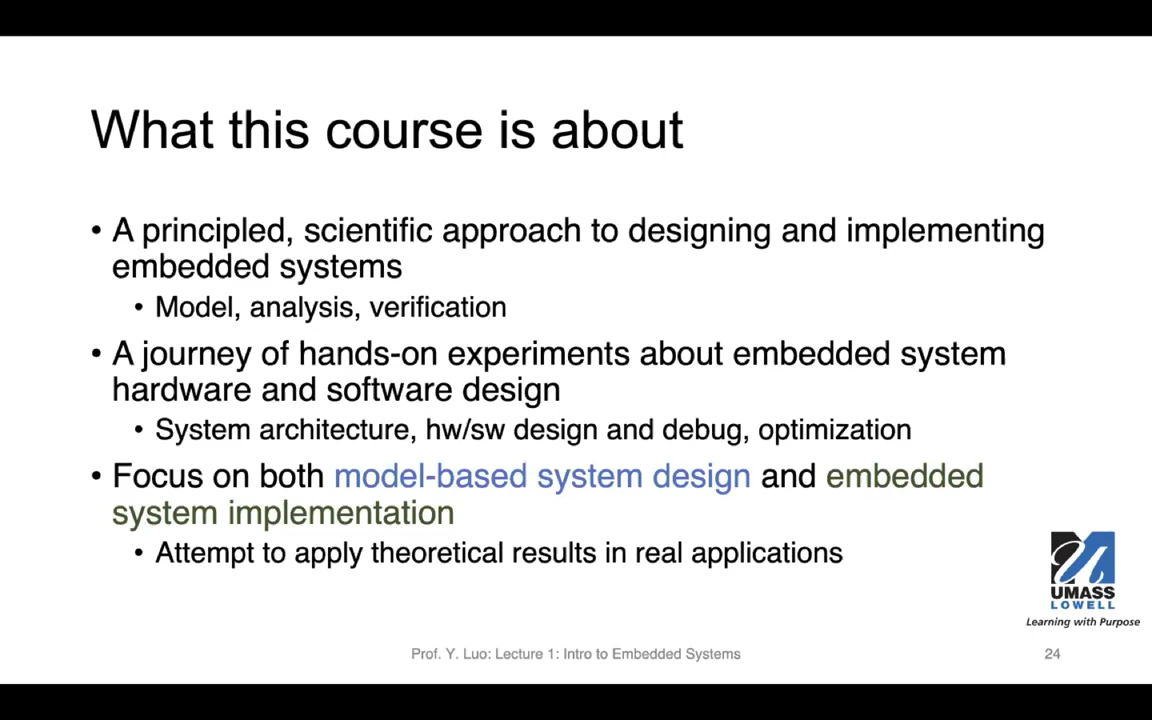 What this course is about
• A principled, scientific approach to designing and implementing
embedded systems
• Model, analysis, verification
• A journey of hands-on experiments about embedded system
hardware and software design
• System architecture, hw/sw design and debug, optimization
• Focus on both model-based system design and embedded
system implementation
• Attempt to apply theoretical results in real applications
UMASS
LOWELL
Learning with Purpose
Prof. Y. Luo: Lecture 1: Intro to Embedded Systems
24